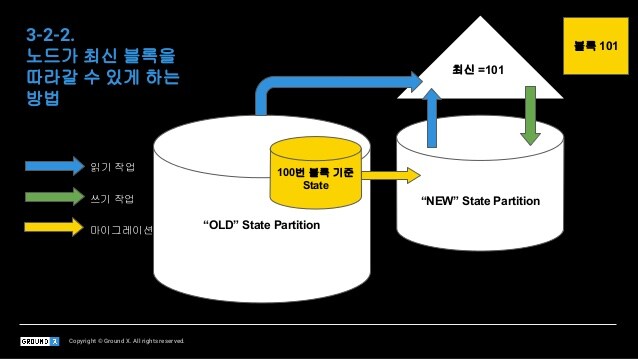 3-2-2.
노드가 최신 블록을
따라갈 수 있게 하는
방법
블록 101
최신 =101
읽기 작업
쓰기 작업
마이그레이션
100번 블록 기준
State
“OLD” State Partition
“NEW” State Partition
GROUND X
Copyright © Ground X. All rights reserved.